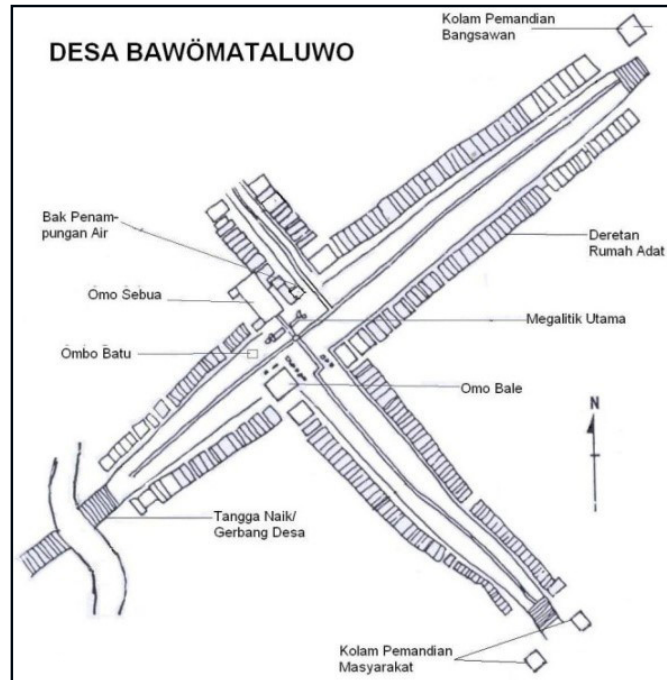 DESA BAWÖMATALUWO
Kolam Pemandian
Bangsawan
Bak Penam-
pungan Air
Omo Sebua
Ombo Batu
Deretan
Rumah Adat
Megalitik Utama
Omo Bale
N
Tangga Naik/
Gerbang Desa
Kolam Pemandian
Masyarakat